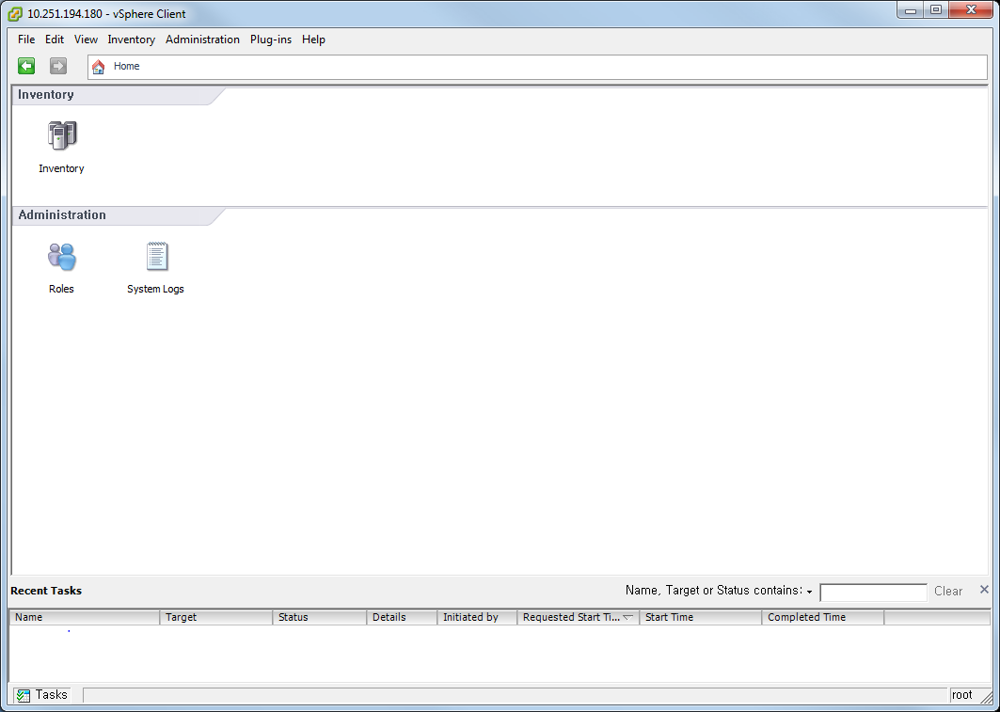 10.251.194.180 - vSphere Client
File Edit View Inventory Administration Plug-ins Help
Home
Inventory
Inventory
Administration
Roles System Logs
Recent Tasks Name, Target or Status contains: Clear
Name Target Status Details Initiated by Requested Start Ti... Start Time Completed Time
Tasks root